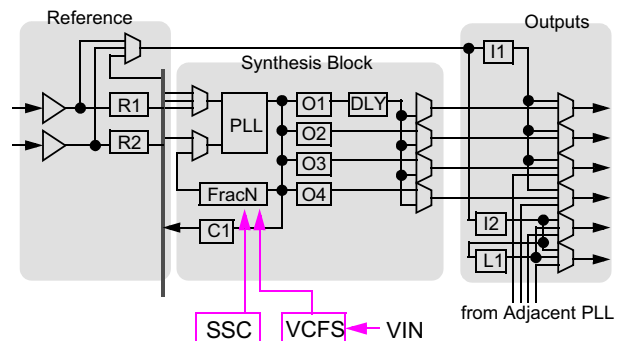 Reference
Outputs
Synthesis Block
I1
R1
R2
PLL
O1
DLY
O2
O3
O4
FracN
C1
I2
L1
from Adjacent PLL
SSC
VCFS
VIN